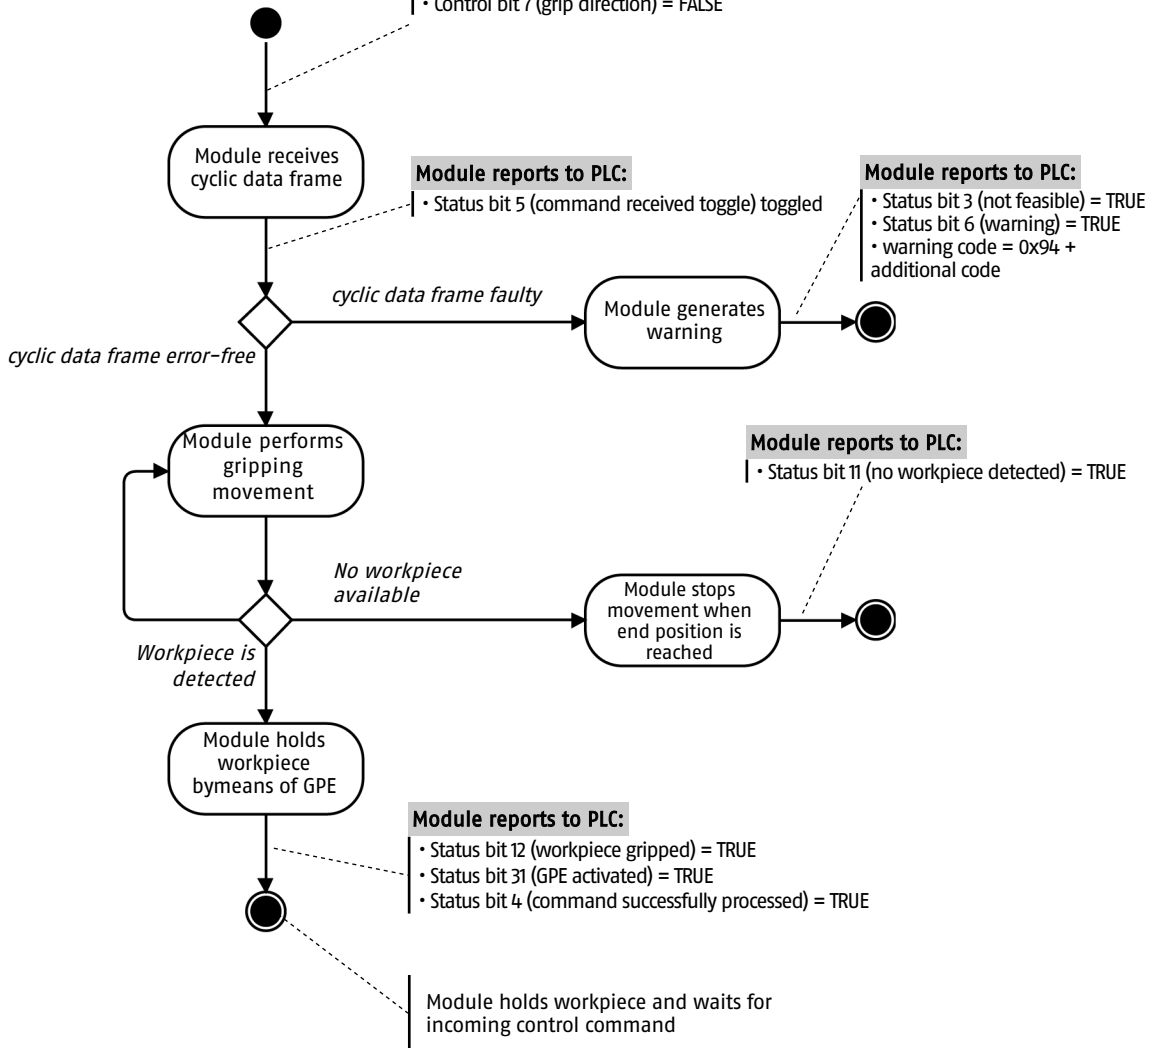 • Control bit 7 (grip direction) = FALSE
Module receives
cyclic data frame
Module reports to PLC:
• Status bit 5 (command received toggle) toggled
Module reports to PLC:
• Status bit 3 (not feasible) = TRUE
• Status bit 6 (warning) = TRUE
• warning code = 0x94 +
additional code
cyclic data frame faulty
Module generates
warning
cyclic data frame error-free
Module performs
gripping
movement
Module reports to PLC:
• Status bit 11 (no workpiece detected) = TRUE
No workpiece
available
Module stops
movement when
end position is
reached
Workpiece is
detected
Module holds
workpiece
bymeans of GPE
Module reports to PLC:
• Status bit 12 (workpiece gripped) = TRUE
• Status bit 31 (GPE activated) = TRUE
• Status bit 4 (command successfully processed) = TRUE
Module holds workpiece and waits for
incoming control command